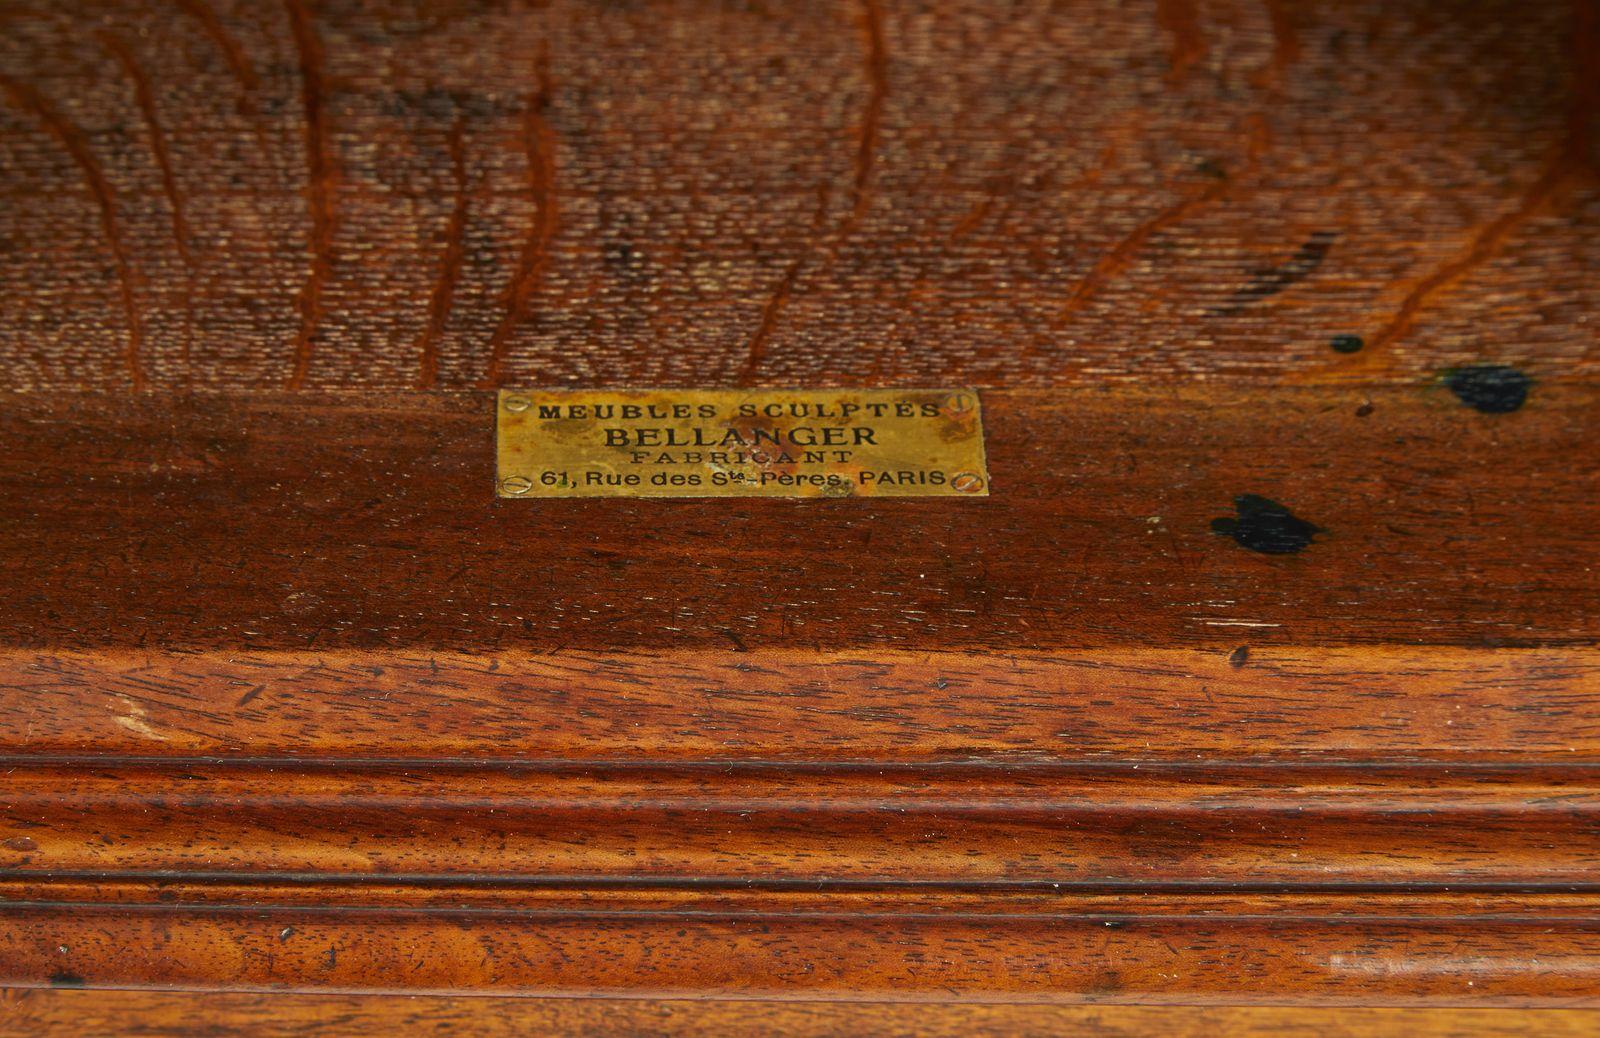 MEUBLES SCULPTÉS
BELLANGER
FABRICANT
61, Rue des Sts-Pères, PARIS